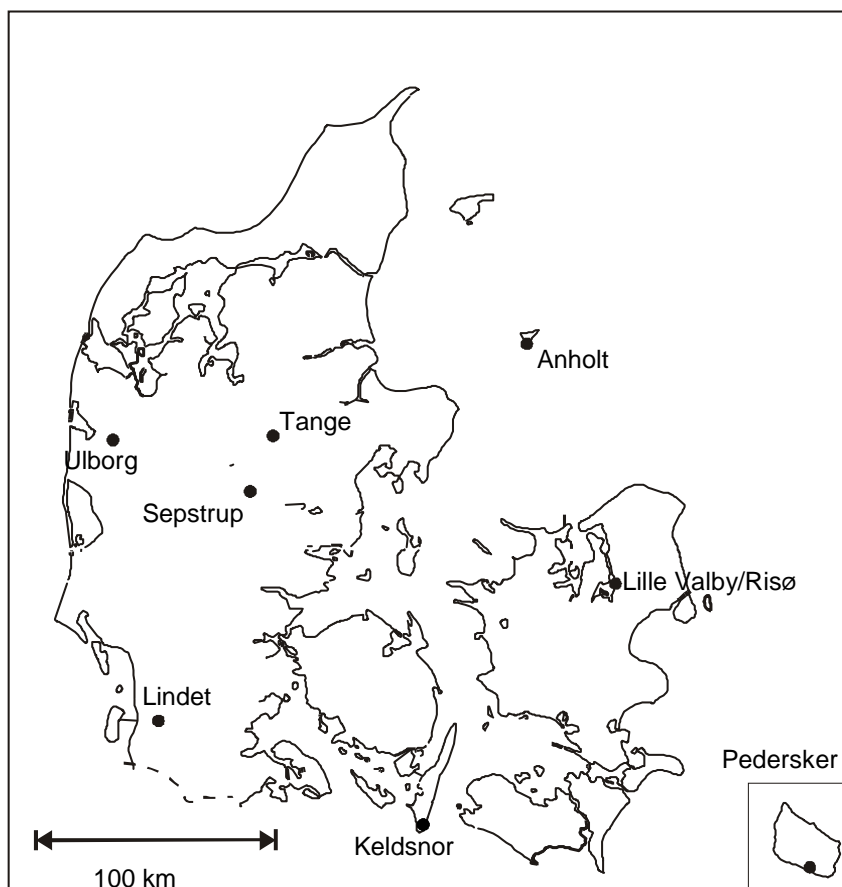 Anholt
Tange
Ulborg
Sepstrup
Lille Valby/Risø
Lindet
Pedersker
Keldsnor
100 km